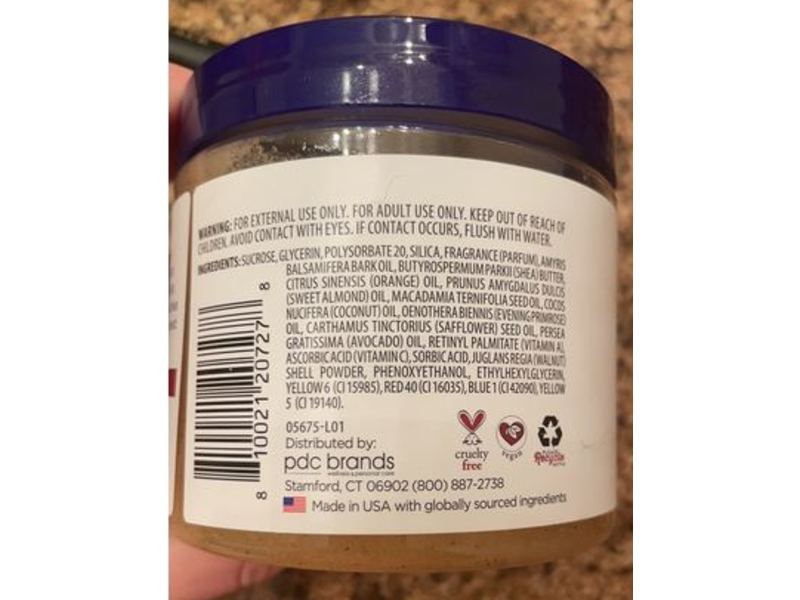 WARNING: FOR EXTERNAL USE ONLY. FOR ADULT USE ONLY. KEEP OUT OF REACH OF
CHILDREN. AVOID CONTACT WITH EYES. IF CONTACT OCCURS, FLUSH WITH WATER.
INGREDIENTS: SUCROSE, GLYCERIN, POLYSORBATE 20, SILICA, FRAGRANCE (PARFUM), AMYRIS
BALSAMIFERA BARK OIL, BUTYROSPERMUM PARKII (SHEA) BUTTER,
CITRUS SINENSIS (ORANGE) OIL, PRUNUS AMYGDALUS DULCIS
(SWEET ALMOND) OIL, MACADAMIA TERNIFOLIA SEED OIL, COCOS
NUCIFERA (COCONUT) OIL, OENOTHERA BIENNIS (EVENING PRIMROSE)
OIL, CARTHAMUS TINCTORIUS (SAFFLOWER) SEED OIL, PERSEA
GRATISSIMA (AVOCADO) OIL, RETINYL PALMITATE (VITAMIN A),
ASCORBIC ACID (VITAMIN C), SORBIC ACID, JUGLANS REGIA (WALNUT)
SHELL POWDER, PHENOXYETHANOL, ETHYLHEXYLGLYCERIN,
YELLOW 6 (CI 15985), RED 40 (CI 16035), BLUE 1 (CI 42090), YELLOW
5 (CI 19140).
8 10021 20727 8
05675-L01
Distributed by:
pdc brands
wellness & personal care
Stamford, CT 06902 (800) 887-2738
Made in USA with globally sourced ingredients
cruelty
free
vegan
Recycle